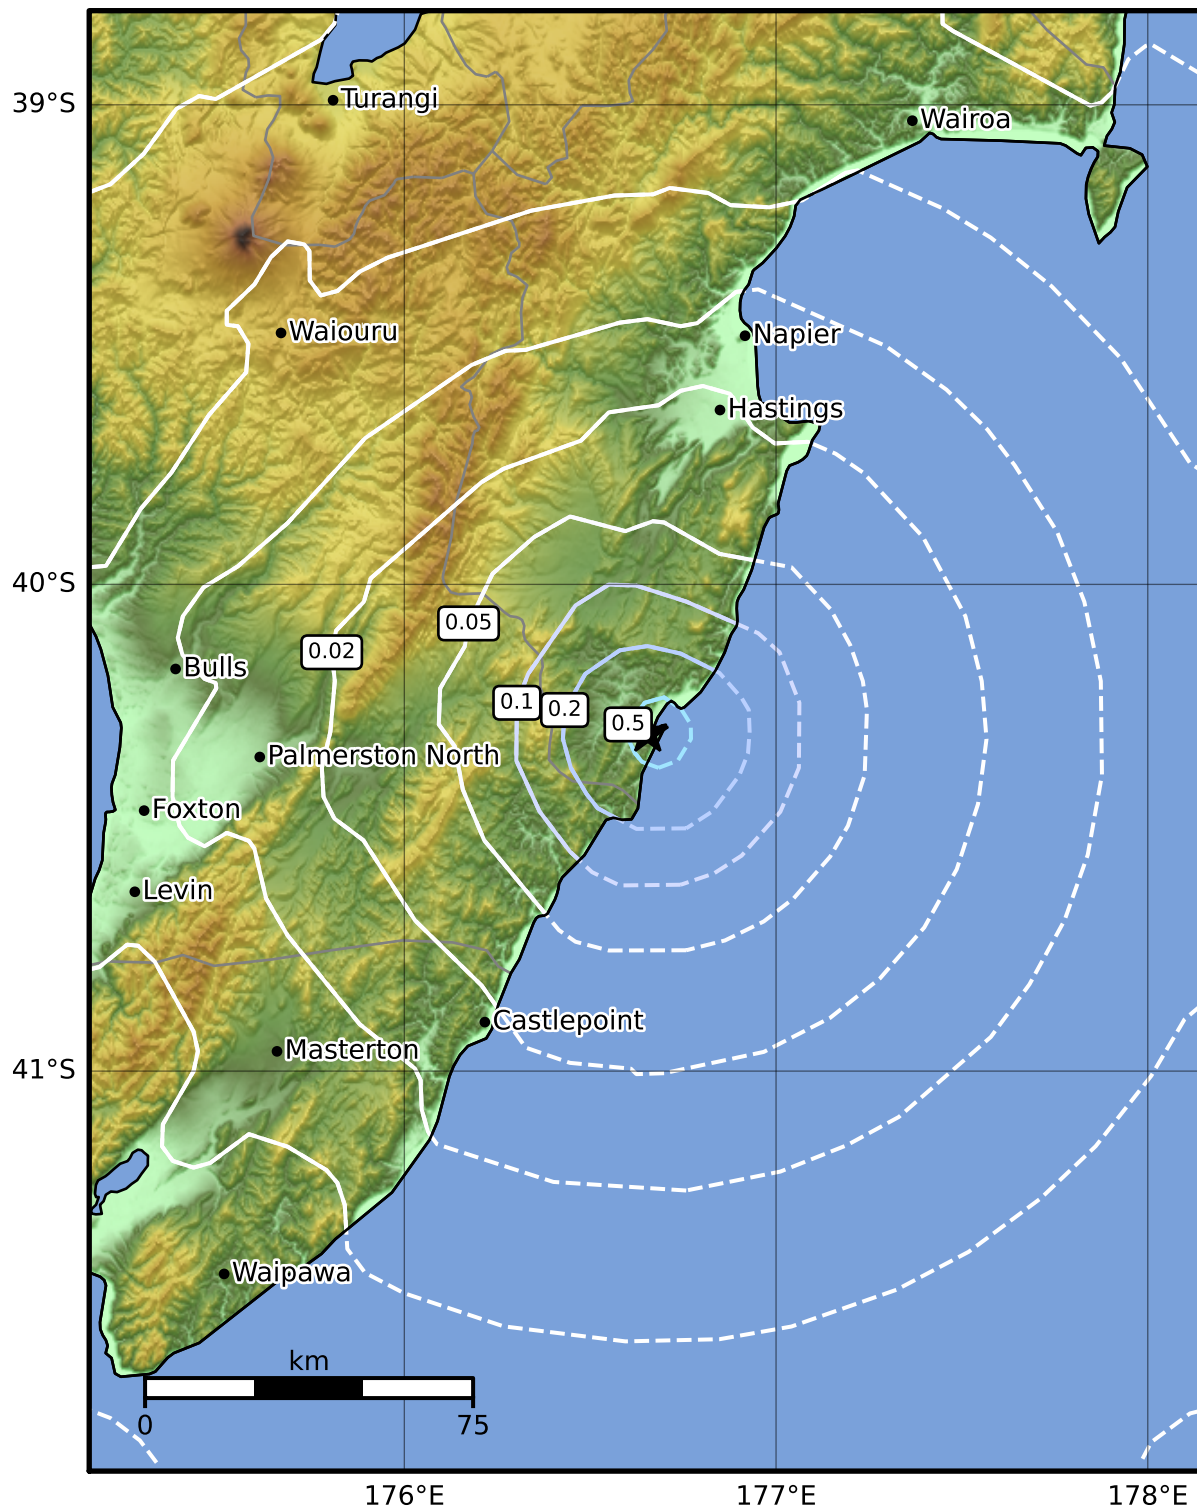 39°S
Turangi
Wairoa
Waiouru
Napier
Hastings
40°S
0.05
0.02
Bulls
0.1
0.2
0.5
Palmerston North
Foxton
Levin
Castlepoint
Masterton
41°S
Waipawa
km
0
75
176°E
177°E
178°E